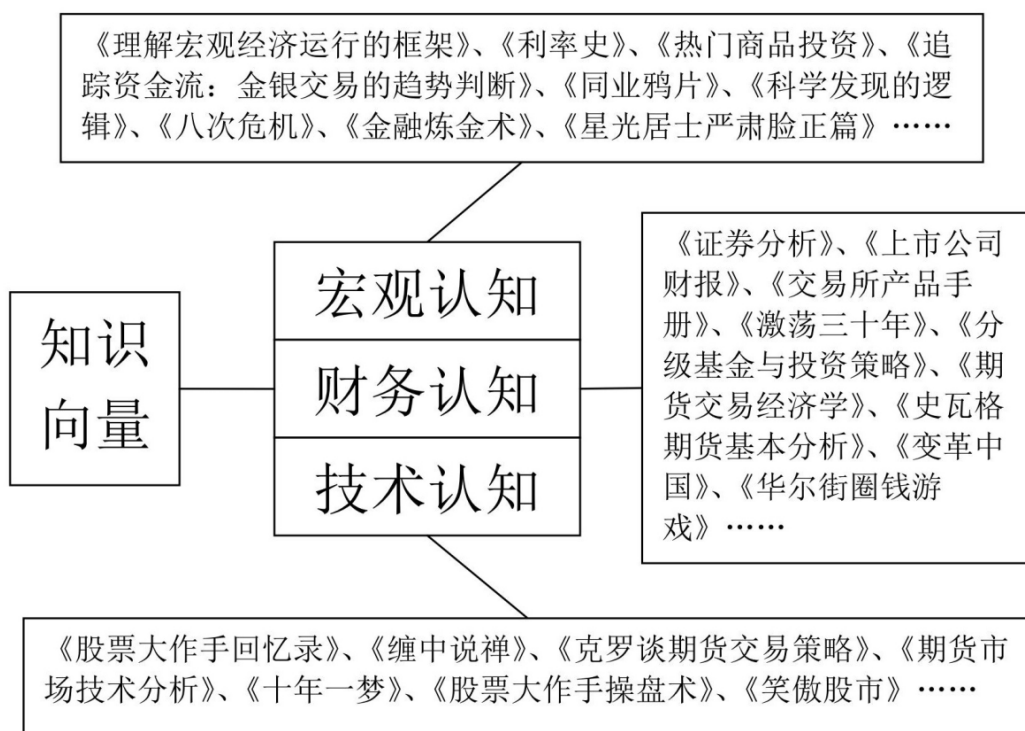 《理解宏观经济运行的框架》、《利率史》、《热门商品投资》、《追
踪资金流：金银交易的趋势判断》、《同业鸦片》、《科学发现的逻
辑》、《八次危机》、《金融炼金术》、《星光居士严肃脸正篇》……
知识
向量
宏观认知
财务认知
技术认知
《证券分析》、《上市公司
财报》、《交易所产品手
册》、《激荡三十年》、《分
级基金与投资策略》、《期
货交易经济学》、《史瓦格
期货基本分析》、《变革中
国》、《华尔街圈钱游
戏》……
《股票大作手回忆录》、《缠中说禅》、《克罗谈期货交易策略》、《期货市
场技术分析》、《十年一梦》、《股票大作手操盘术》、《笑傲股市》……